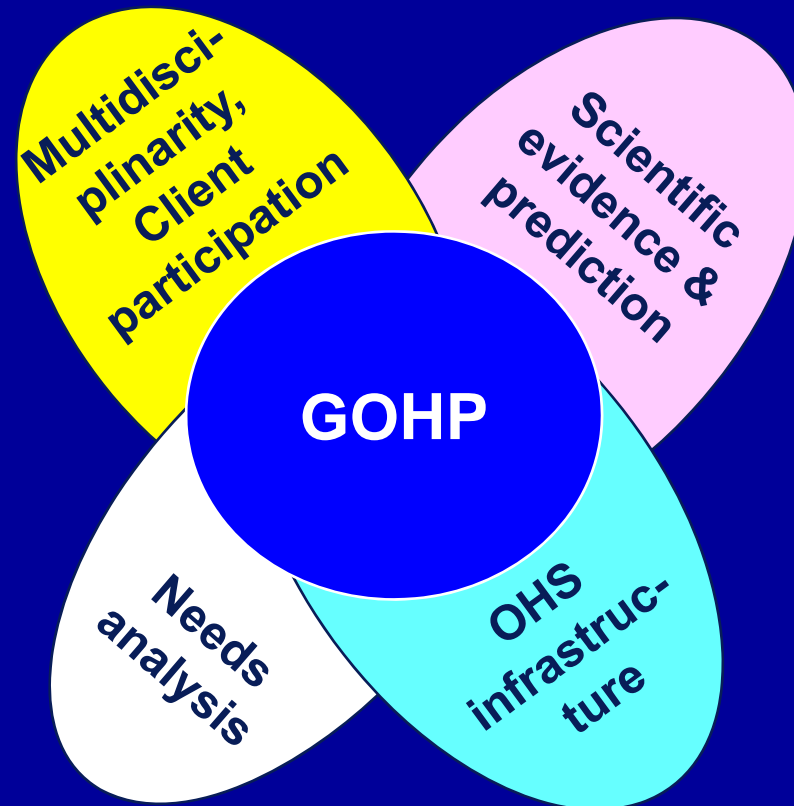 Multidisci-
plinarity,
Client
participation
Scientific
evidence &
prediction
GOHP
Needs
analysis
OHS
infrastruc-
ture